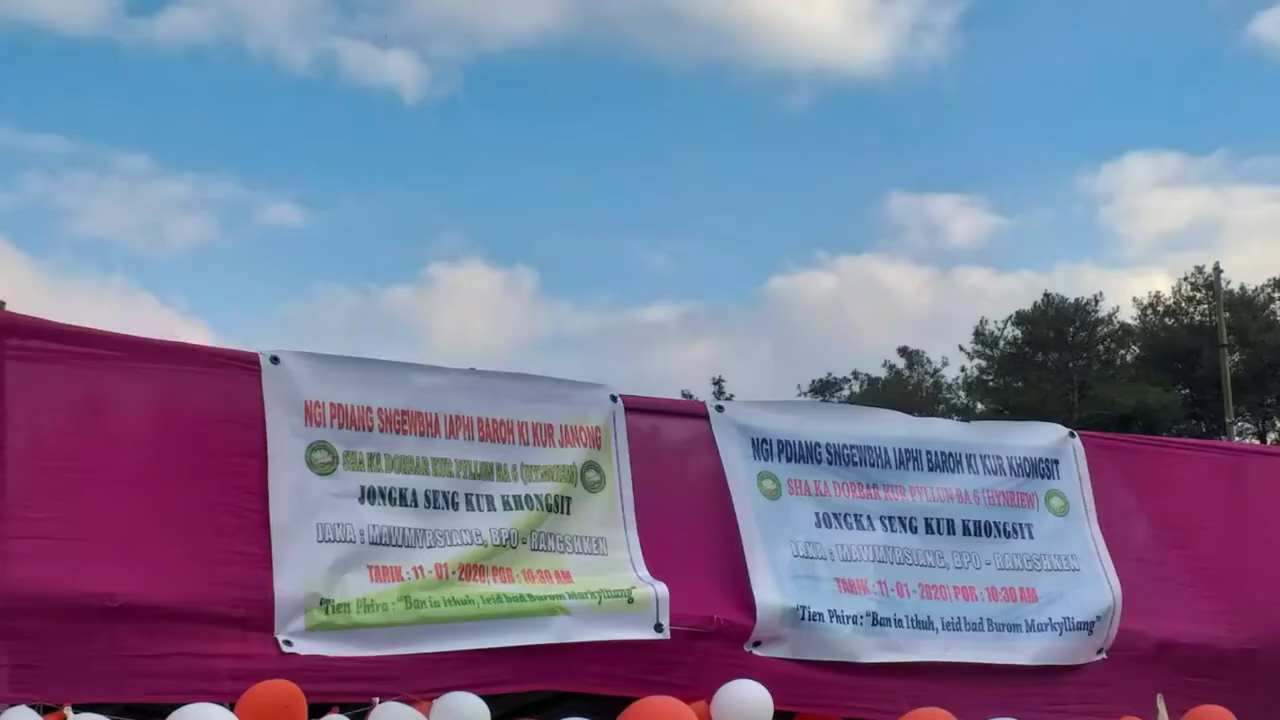 NGI PDIANG SNGEWBHA IAPHI BAROH KI KUR JANONG
SHA KA DORBAR KUR PYLLUN BA 6 (HYNRIEW)
JONGKA SENG KUR KHONGSIT
JAKA : MAWMYRSIANG, BPO - RANGSHKEN
TARIK : 11 - 01 - 2020| POR : 10:30 AM
'Tien Phira: "Ban ia Ithuh, Ieid bad Burom Markylliang"
NGI PDIANG SNGEWBHA IAPHI BAROH KI KUR KHONGSIT
SHA KA DORBAR KUR PYLLUN BA 6 (HYNRIEW)
JONGKA SENG KUR KHONGSIT
JAKA : MAWMYRSIANG, BPO - RANGSHKEN
TARIK : 11 - 01 - 2020| POR : 10:30 AM
'Tien Phira: "Ban ia Ithuh, Ieid bad Burom Markylliang"